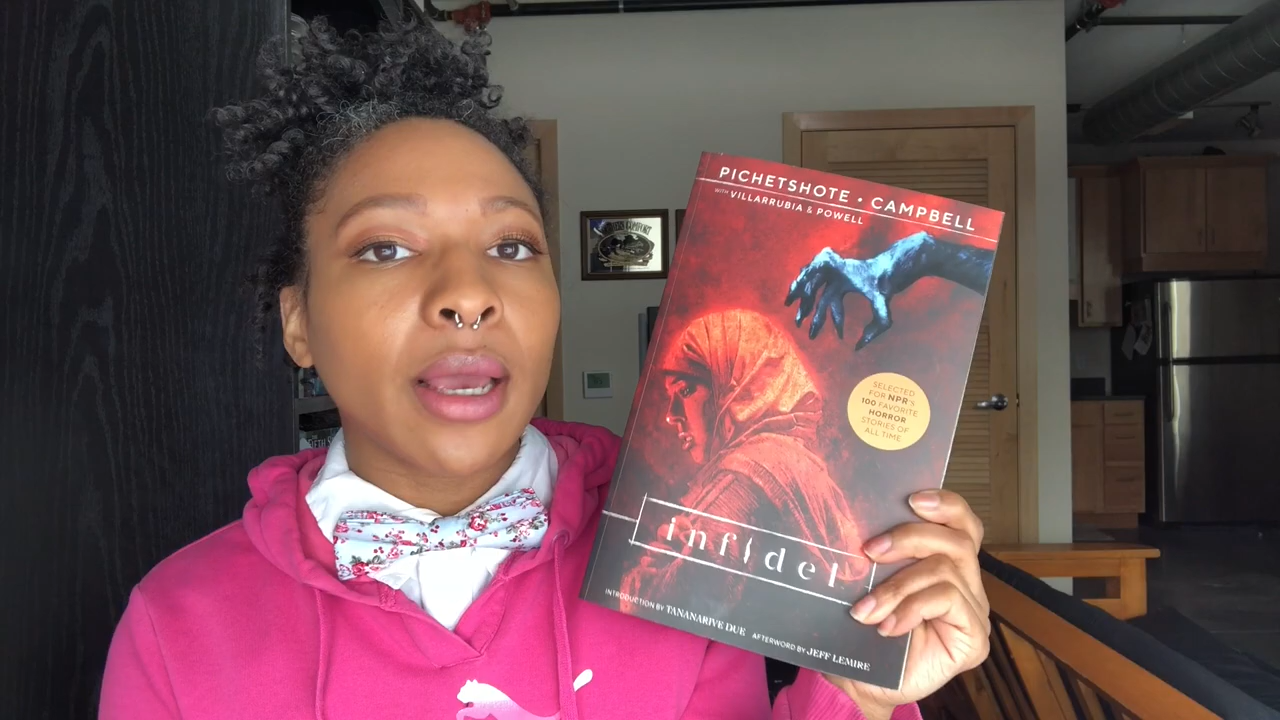 PICHETSHOTE • CAMPBELL
WITH VILLARRUBIA & POWELL
SELECTED
FOR NPR'S
100 FAVORITE
HORROR
STORIES OF
ALL TIME
infidel
INTRODUCTION BY TANANARIVE DUE AFTERWORD BY JEFF LEMIRE